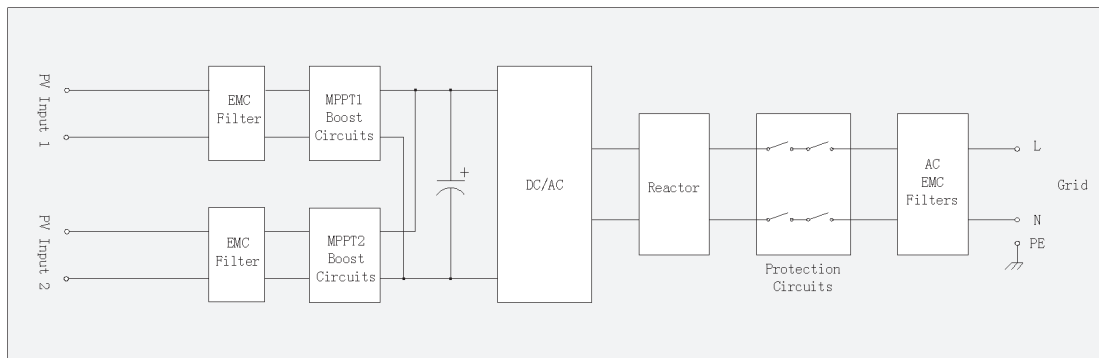 PV Input 1
EMC
Filter
MPPT1
Boost
Circuits
+
DC/AC
Reactor
Protection
Circuits
AC
EMC
Filters
L
Grid
N
PE
PV Input 2
EMC
Filter
MPPT2
Boost
Circuits